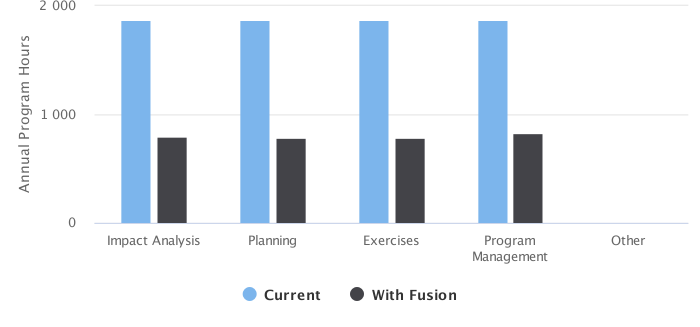 2 000
Annual Program Hours
1 000
0
Impact Analysis
Planning
Exercises
Program
Management
Other
Current
With Fusion